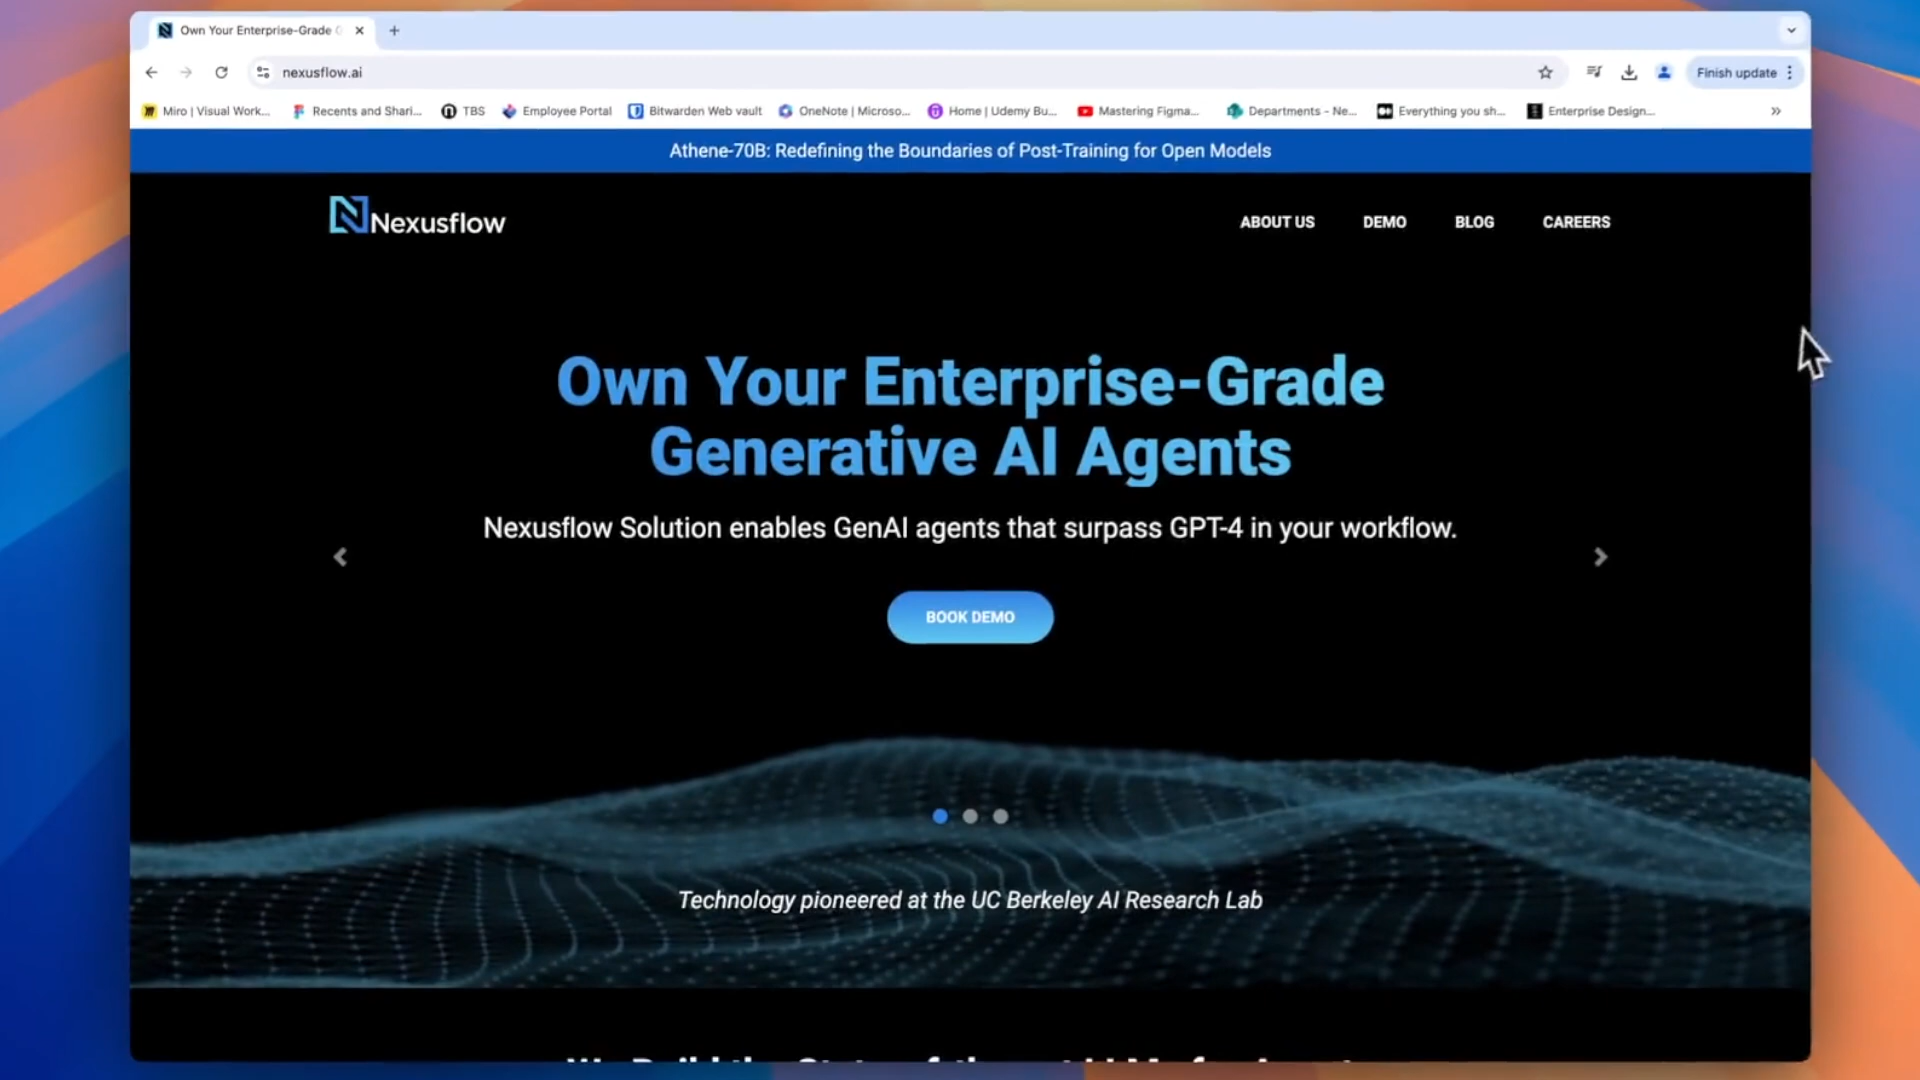 Own Your Enterprise-Grade
nexusflow.ai
Finish update
Miro | Visual Work... Recents and Shari... TBS Employee Portal Bitwarden Web vault OneNote | Microso... Home | Udemy Bu... Mastering Figma... Departments - Ne... Everything you sh... Enterprise Design...
Athene-70B: Redefining the Boundaries of Post-Training for Open Models
Nexusflow
ABOUT US DEMO BLOG CAREERS
Own Your Enterprise-Grade
Generative AI Agents
Nexusflow Solution enables GenAI agents that surpass GPT-4 in your workflow.
BOOK DEMO
Technology pioneered at the UC Berkeley AI Research Lab